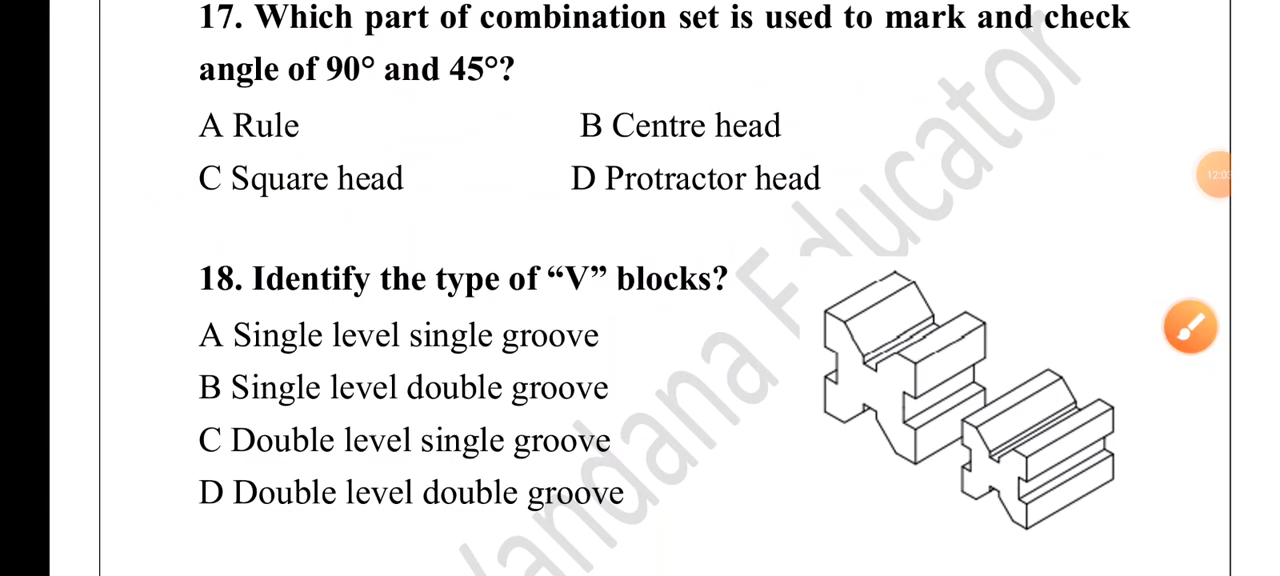 17. Which part of combination set is used to mark and check
angle of 90° and 45°?
A Rule
B Centre head
C Square head
D Protractor head
18. Identify the type of “V” blocks?
A Single level single groove
B Single level double groove
C Double level single groove
D Double level double groove
andana Educator